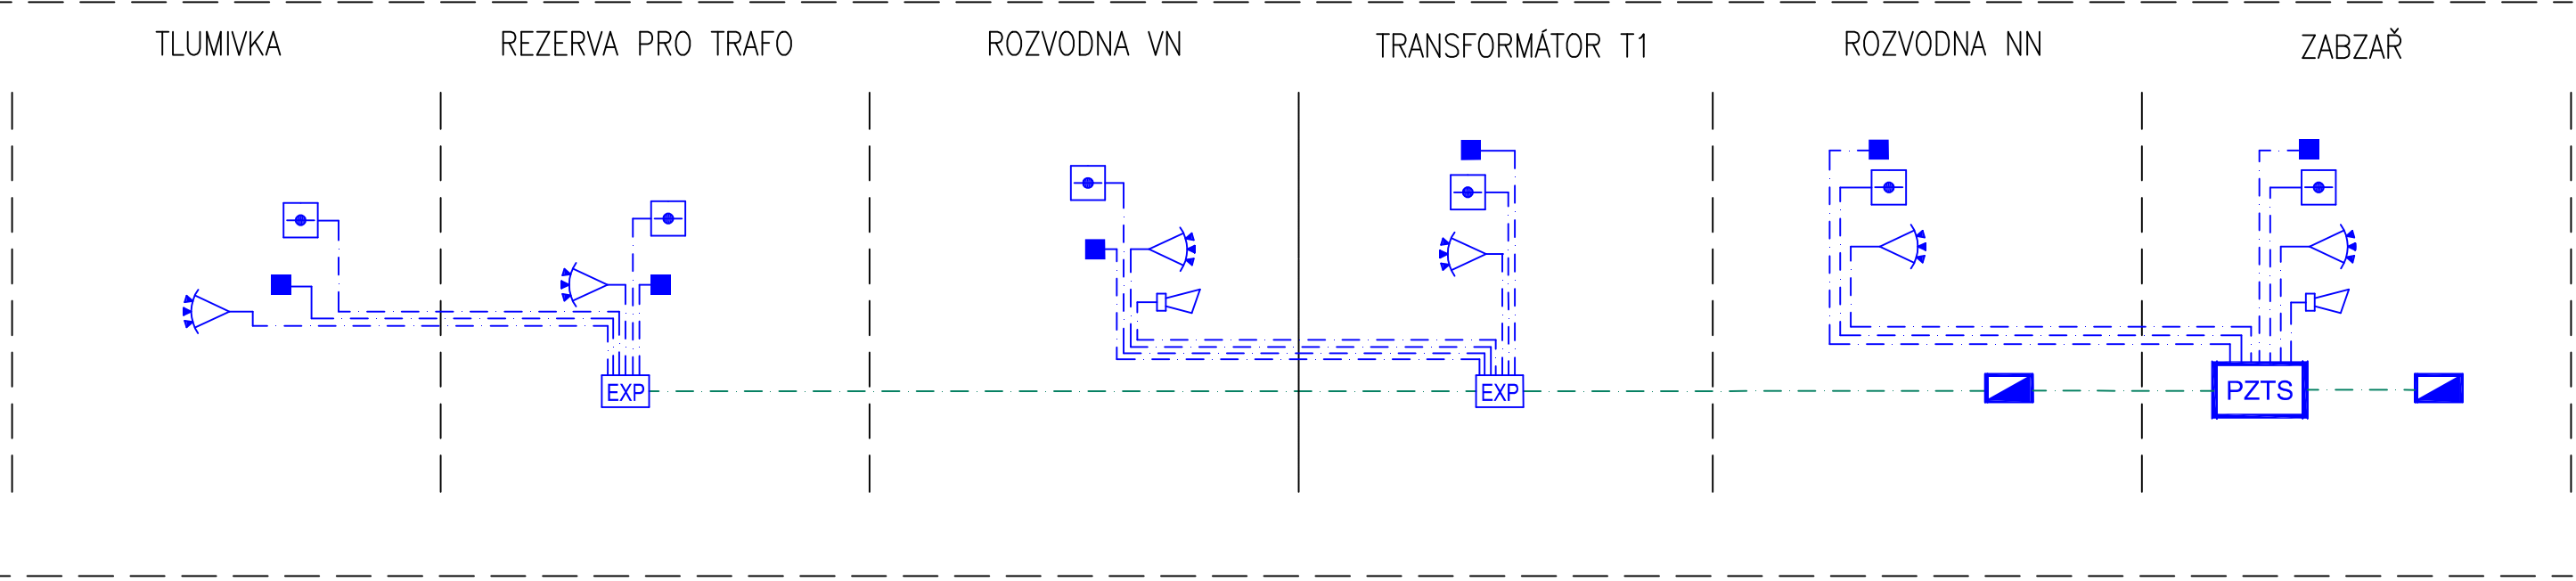 TLUMIVKA
REZERVA PRO TRAFO
ROZVODNA VN
TRANSFORMÁTOR T1
ROZVODNA NN
ZABZAŘ
EXP
EXP
PZTS